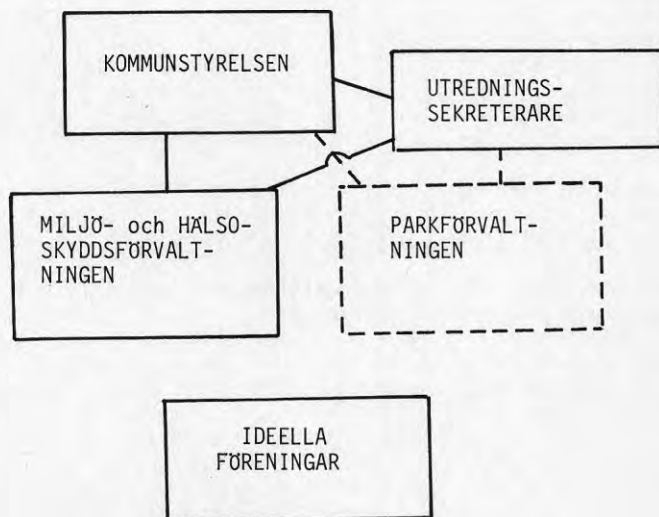 KOMMUNSTYRELSEN
UTREDNINGS-
SEKRETERARE
MILJÖ- och HÄLSO-
SKYDDSFÖRVALT-
NINGEN
PARKFÖRVALT-
NINGEN
IDEELLA
FÖRENINGAR